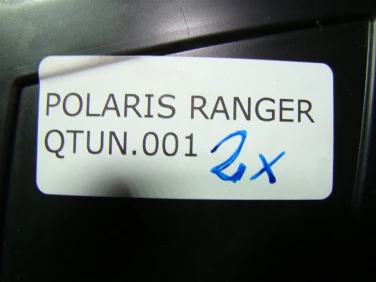 POLARIS RANGER
QTUN.001 2x